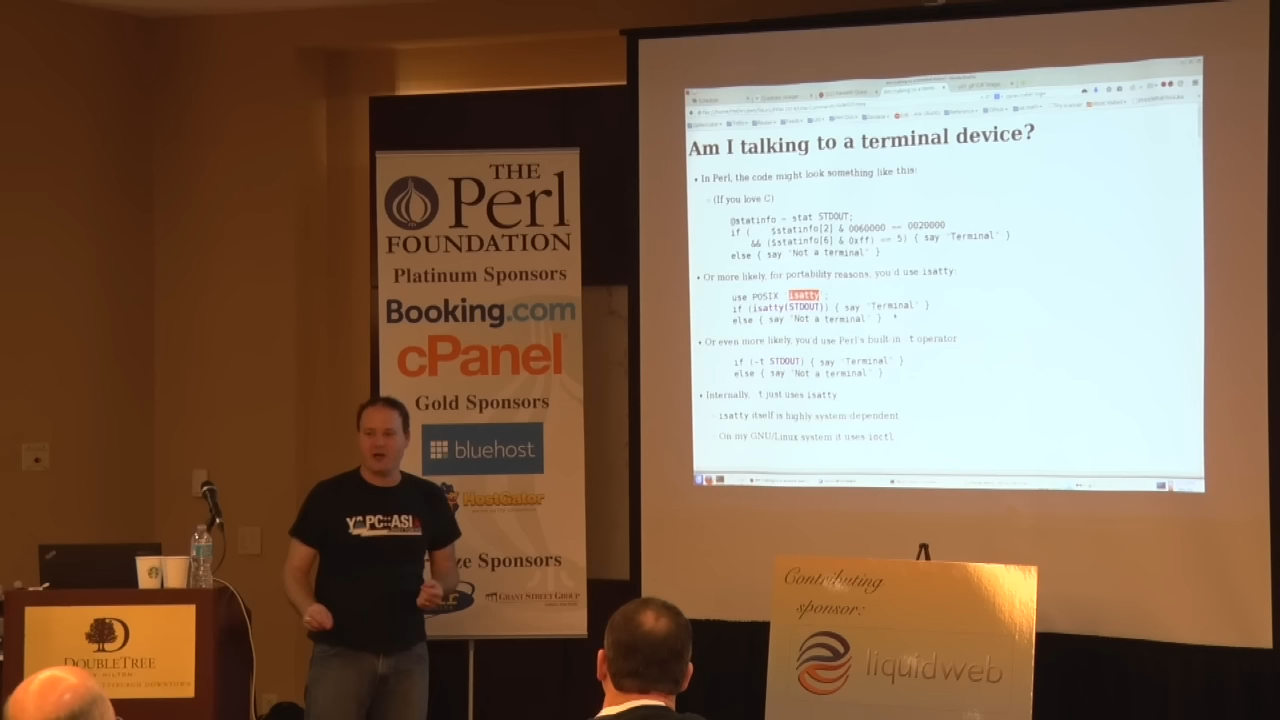 THE
Perl
FOUNDATION
Platinum Sponsors
Booking.com
cPanel
Gold Sponsors
bluehost
HostGator
ze Sponsors
GRANT STREET GROUP
YAPC::ASI
DOUBLETREE
HILTON
Am I talking to a terminal device?
• In Perl, the code might look something like this:
(If you love C)
@statinfo = stat STDOUT;
if ( $statinfo[2] & 0060000 == 0020000
&& ($statinfo[6] & 0xff) == 5) { say 'Terminal' }
else { say 'Not a terminal' }
• Or more likely, for portability reasons, you'd use isatty:
use POSIX 'isatty';
if (isatty(STDOUT)) { say 'Terminal' }
else { say 'Not a terminal' }
• Or even more likely, you'd use Perl's built-in -t operator
if (-t STDOUT) { say 'Terminal' }
else { say 'Not a terminal' }
• Internally, -t just uses isatty
isatty itself is highly system-dependent
On my GNU/Linux system it uses ioctl
Contributing
sponsor:
liquidweb